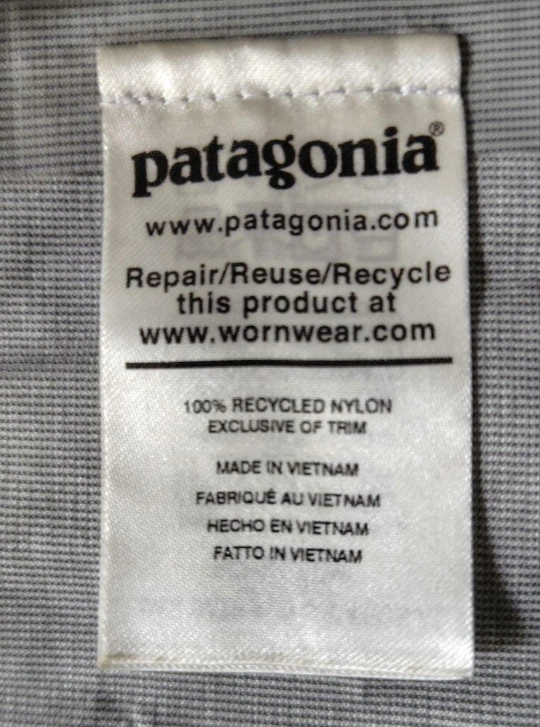 patagonia®
www.patagonia.com
Repair/Reuse/Recycle
this product at
www.wornwear.com
100% RECYCLED NYLON
EXCLUSIVE OF TRIM
MADE IN VIETNAM
FABRIQUÉ AU VIETNAM
HECHO EN VIETNAM
FATTO IN VIETNAM